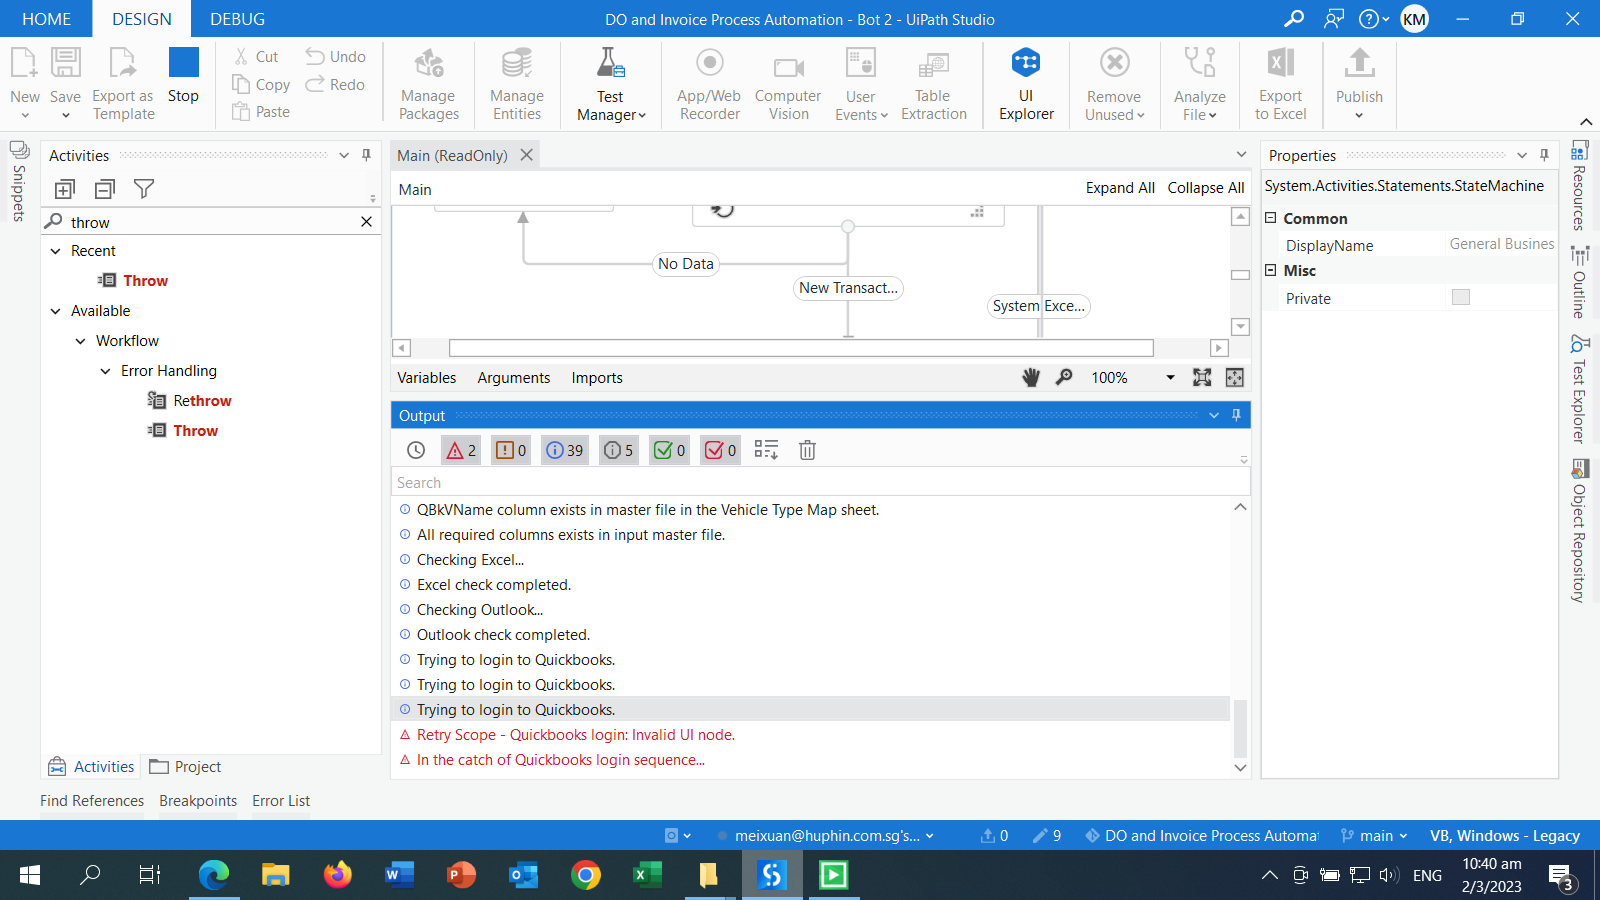 HOME DESIGN DEBUG DO and Invoice Process Automation - Bot 2 - UiPath Studio KM
New Save Export as Template Stop
Cut Undo
Copy Redo
Paste
Manage Packages Manage Entities Test Manager App/Web Recorder Computer Vision User Events Table Extraction UI Explorer Remove Unused Analyze File Export to Excel Publish
Snippets
Activities
throw
Recent
Throw
Available
Workflow
Error Handling
Rethrow
Throw
Activities Project
Main (ReadOnly)
Main Expand All Collapse All
No Data
New Transact...
System Exce...
Variables Arguments Imports 100%
Output
2 0 39 5 0 0
Search
QBkVName column exists in master file in the Vehicle Type Map sheet.
All required columns exists in input master file.
Checking Excel...
Excel check completed.
Checking Outlook...
Outlook check completed.
Trying to login to Quickbooks.
Trying to login to Quickbooks.
Trying to login to Quickbooks.
Retry Scope - Quickbooks login: Invalid UI node.
In the catch of Quickbooks login sequence...
Properties
System.Activities.Statements.StateMachine
Common
DisplayName General Busines
Misc
Private
Resources
Outline
Test Explorer
Object Repository
Find References Breakpoints Error List
meixuan@huphin.com.sg's... 0 9 DO and Invoice Process Automat main VB, Windows - Legacy
ENG 10:40 am
2/3/2023 3